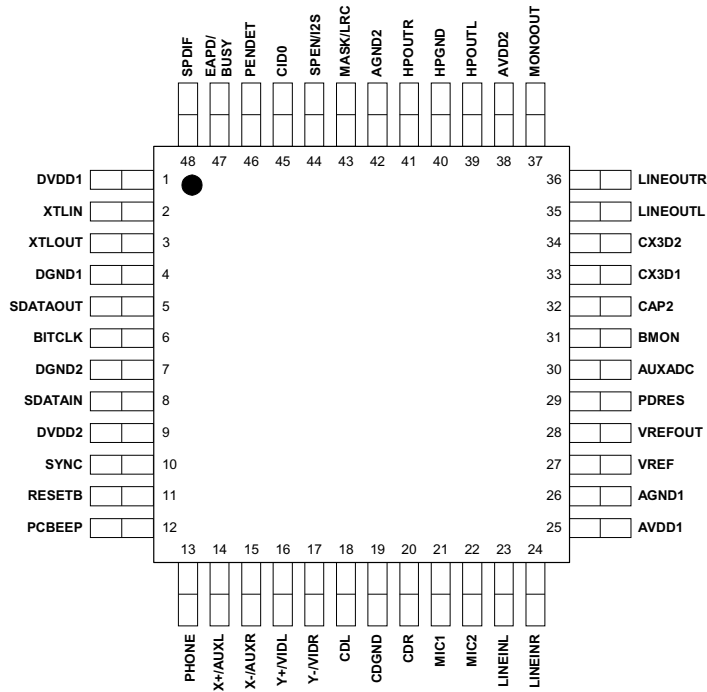 SPDIF
EAPD/
BUSY
PENDET
CID0
SPEN/I2S
MASK/LRC
AGND2
HPOUTR
HPGND
HPOUTL
AVDD2
MONOOUT
48 47 46 45 44 43 42 41 40 39 38 37
DVDD1 1 36 LINEOUTR
XTLIN 2 35 LINEOUTL
XTLOUT 3 34 CX3D2
DGND1 4 33 CX3D1
SDATAOUT 5 32 CAP2
BITCLK 6 31 BMON
DGND2 7 30 AUXADC
SDATAIN 8 29 PDRES
DVDD2 9 28 VREFOUT
SYNC 10 27 VREF
RESETB 11 26 AGND1
PCBEEP 12 25 AVDD1
13 14 15 16 17 18 19 20 21 22 23 24
PHONE
X+/AUXL
X-/AUXR
Y+/VIDL
Y-/VIDR
CDL
CDGND
CDR
MIC1
MIC2
LINEINL
LINEINR